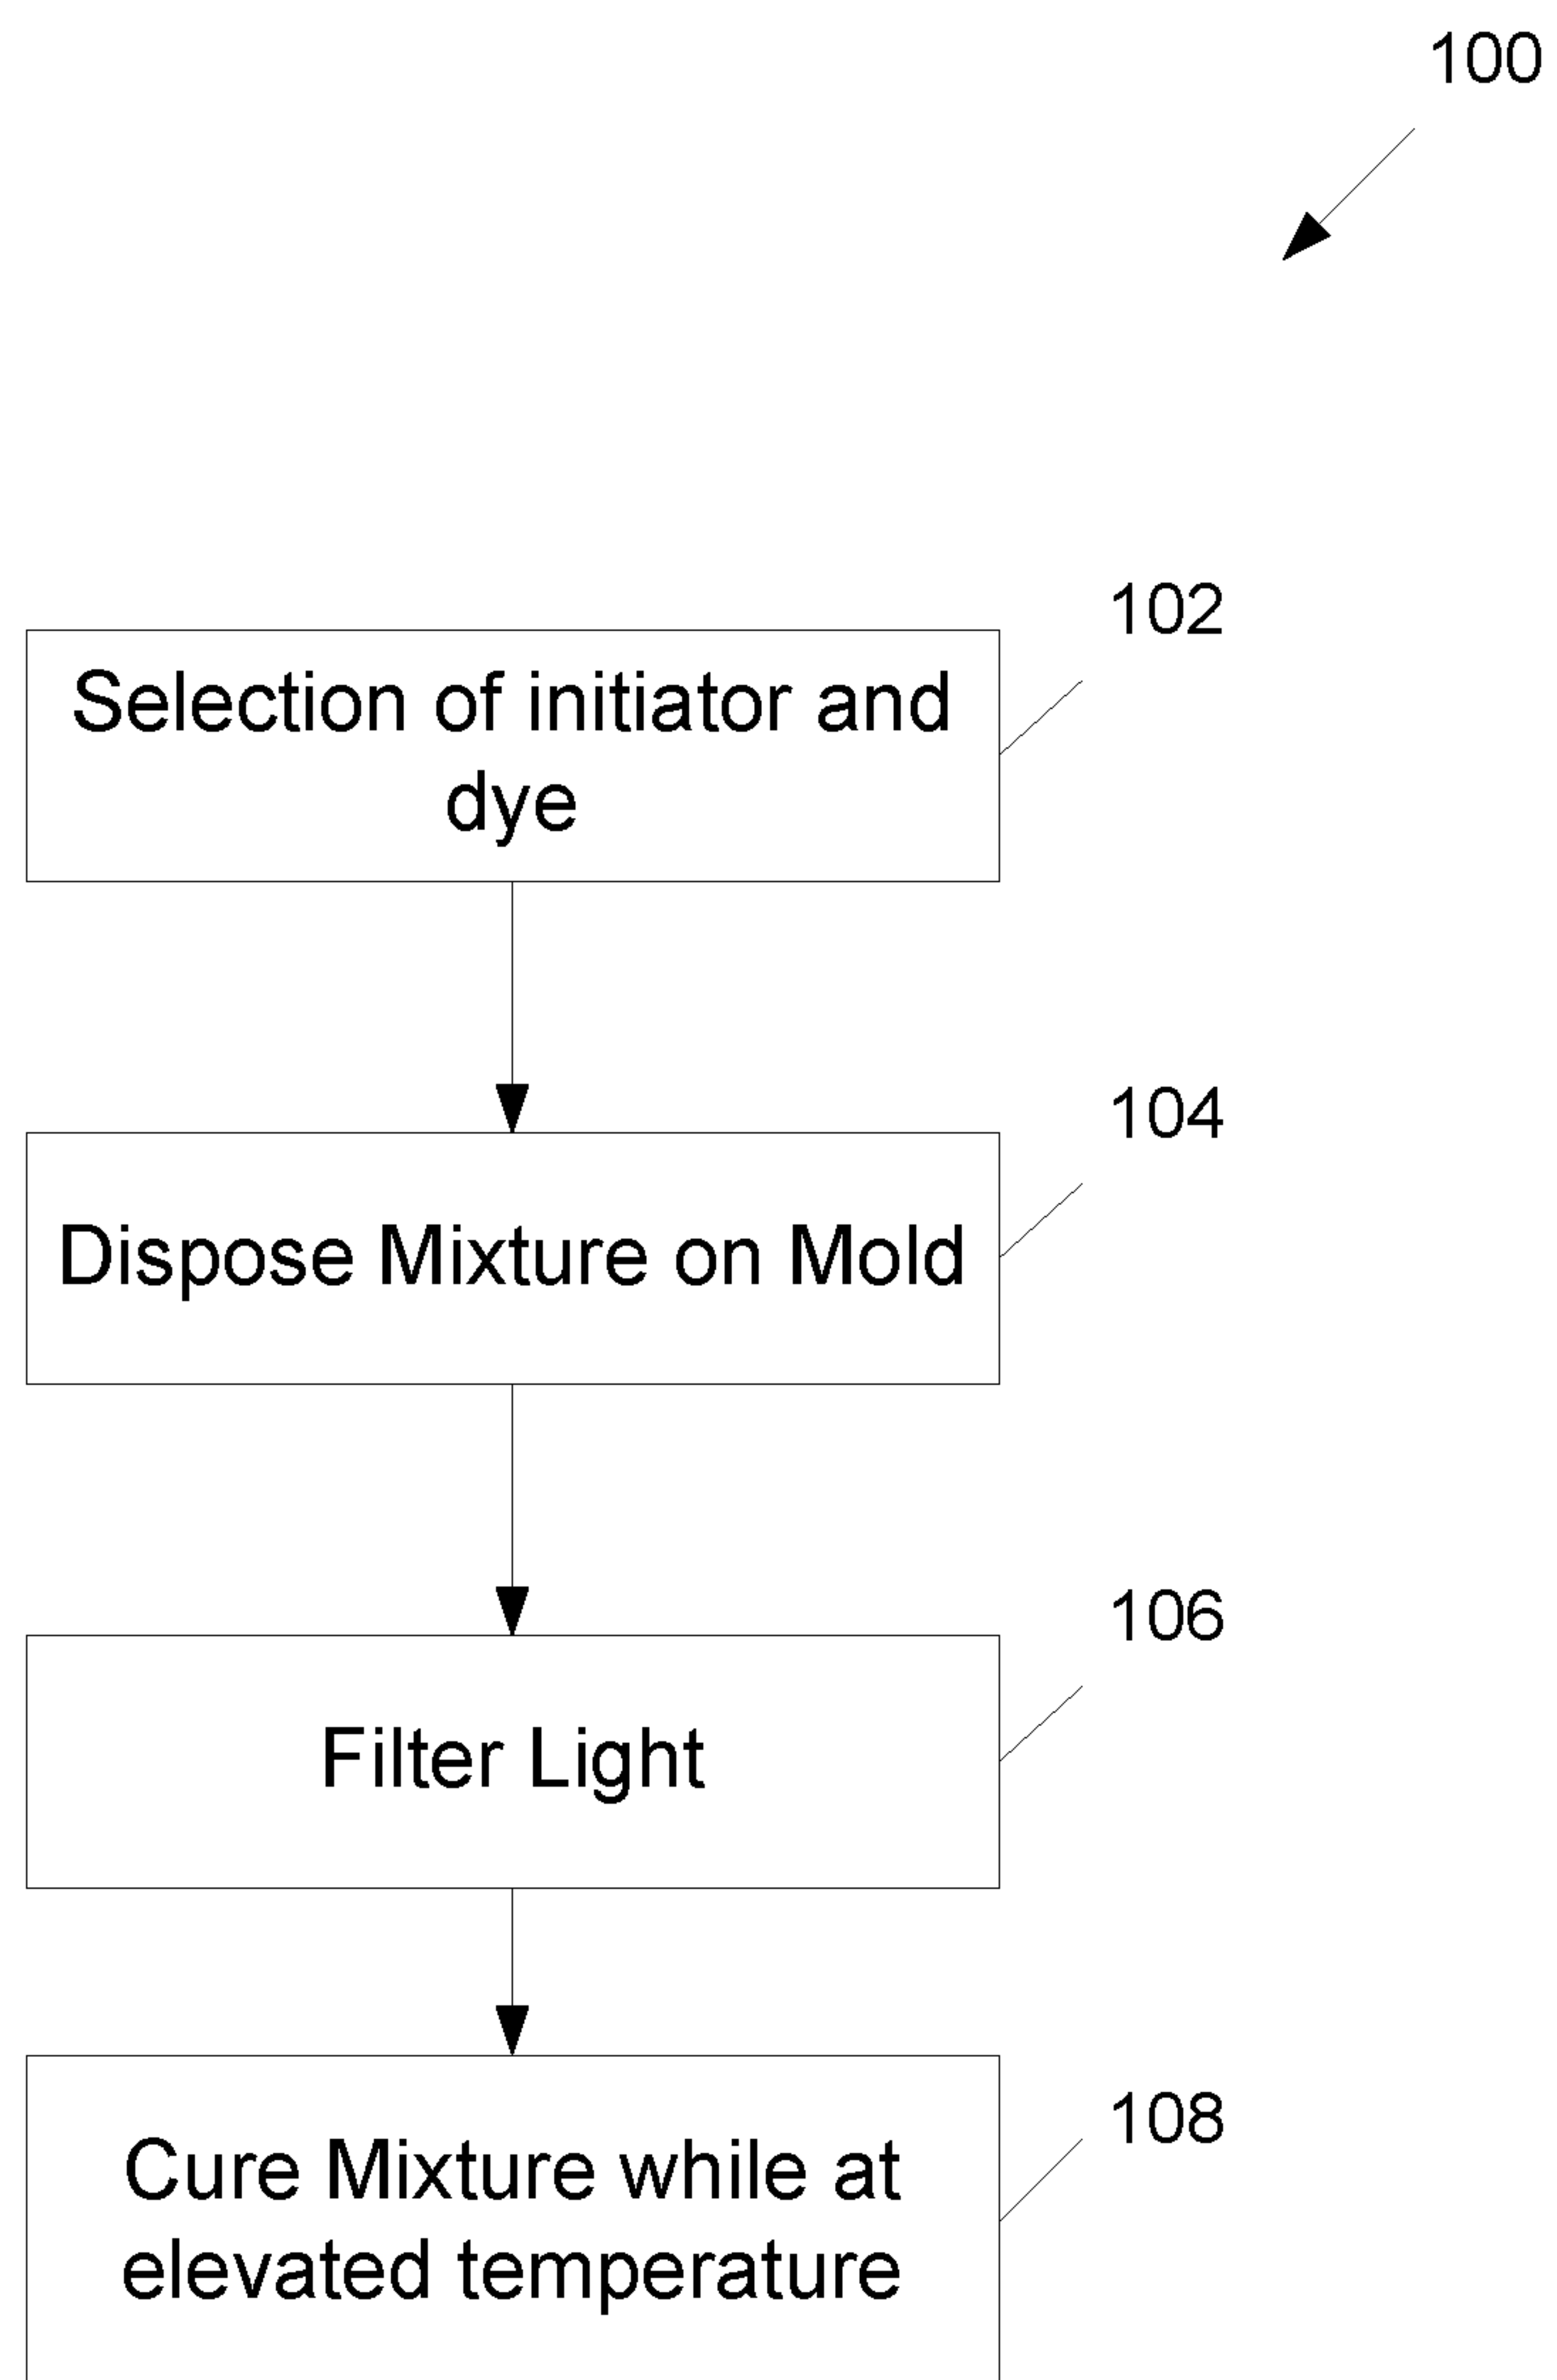 100
102
Selection of initiator and
dye
104
Dispose Mixture on Mold
106
Filter Light
108
Cure Mixture while at
elevated temperature